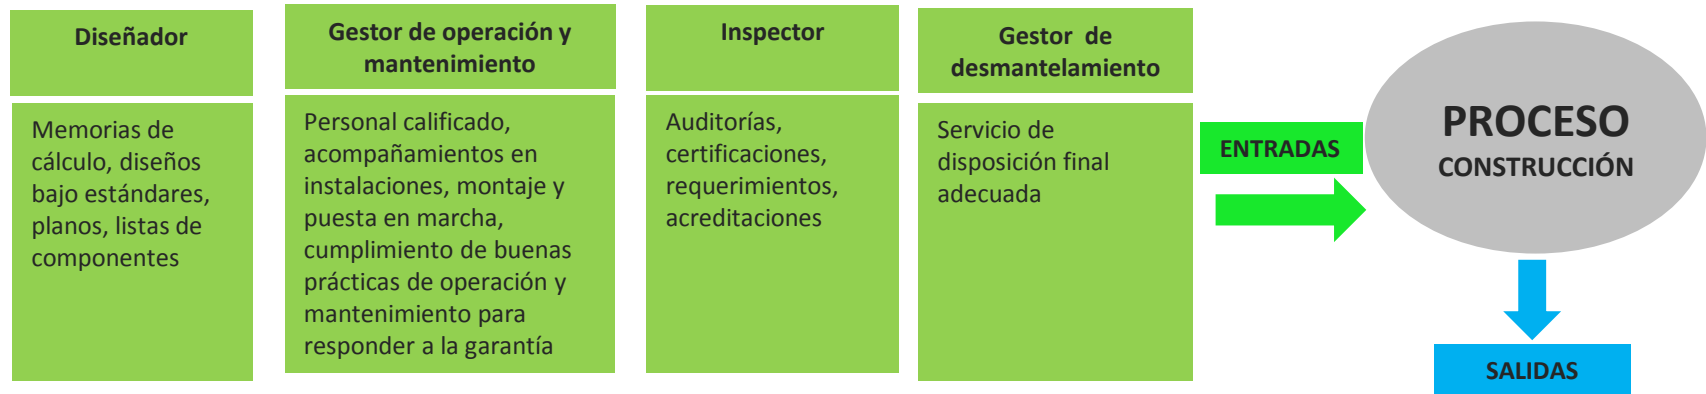 Diseñador
Memorias de
cálculo, diseños
bajo estándares,
planos, listas de
componentes
Gestor de operación y
mantenimiento
Personal calificado,
acompañamientos en
instalaciones, montaje y
puesta en marcha,
cumplimiento de buenas
prácticas de operación y
mantenimiento para
responder a la garantía
Inspector
Auditorías,
certificaciones,
requerimientos,
acreditaciones
Gestor de
desmantelamiento
Servicio de
disposición final
adecuada
ENTRADAS
PROCESO
CONSTRUCCIÓN
SALIDAS